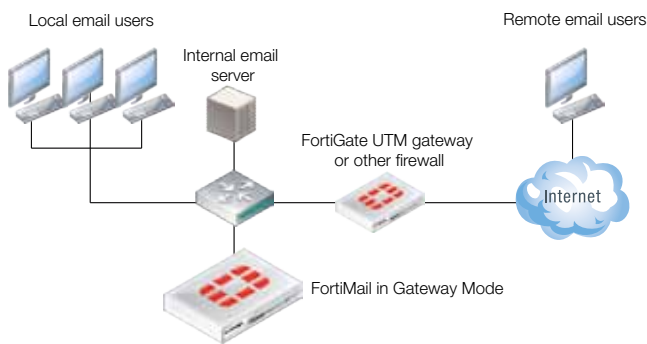 Local email users
Remote email users
Internal email
server
FortiGate UTM gateway
or other firewall
Internet
FortiMail in Gateway Mode